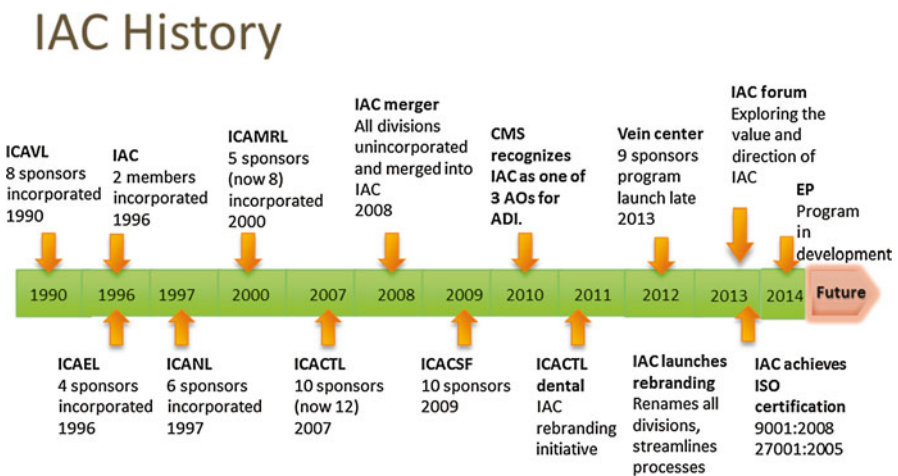 IAC History
ICAVL
8 sponsors
incorporated
1990
IAC
2 members
incorporated
1996
ICAMRL
5 sponsors
(now 8)
incorporated
2000
IAC merger
All divisions
unincorporated
and merged into
IAC
2008
CMS
recognizes
IAC as one of
3 AOs for
ADI.
Vein center
9 sponsors
program
launch late
2013
IAC forum
Exploring the
value and
direction of
IAC
EP
Program
in
development
1990 1996 1997 2000 2007 2008 2009 2010 2011 2012 2013 2014 Future
ICAEL
4 sponsors
incorporated
1996
ICANL
6 sponsors
incorporated
1997
ICACTL
10 sponsors
(now 12)
2007
ICACSF
10 sponsors
2009
ICACTL
dental
IAC
rebranding
initiative
IAC launches
rebranding
Renames all
divisions,
streamlines
processes
IAC achieves
ISO
certification
9001:2008
27001:2005